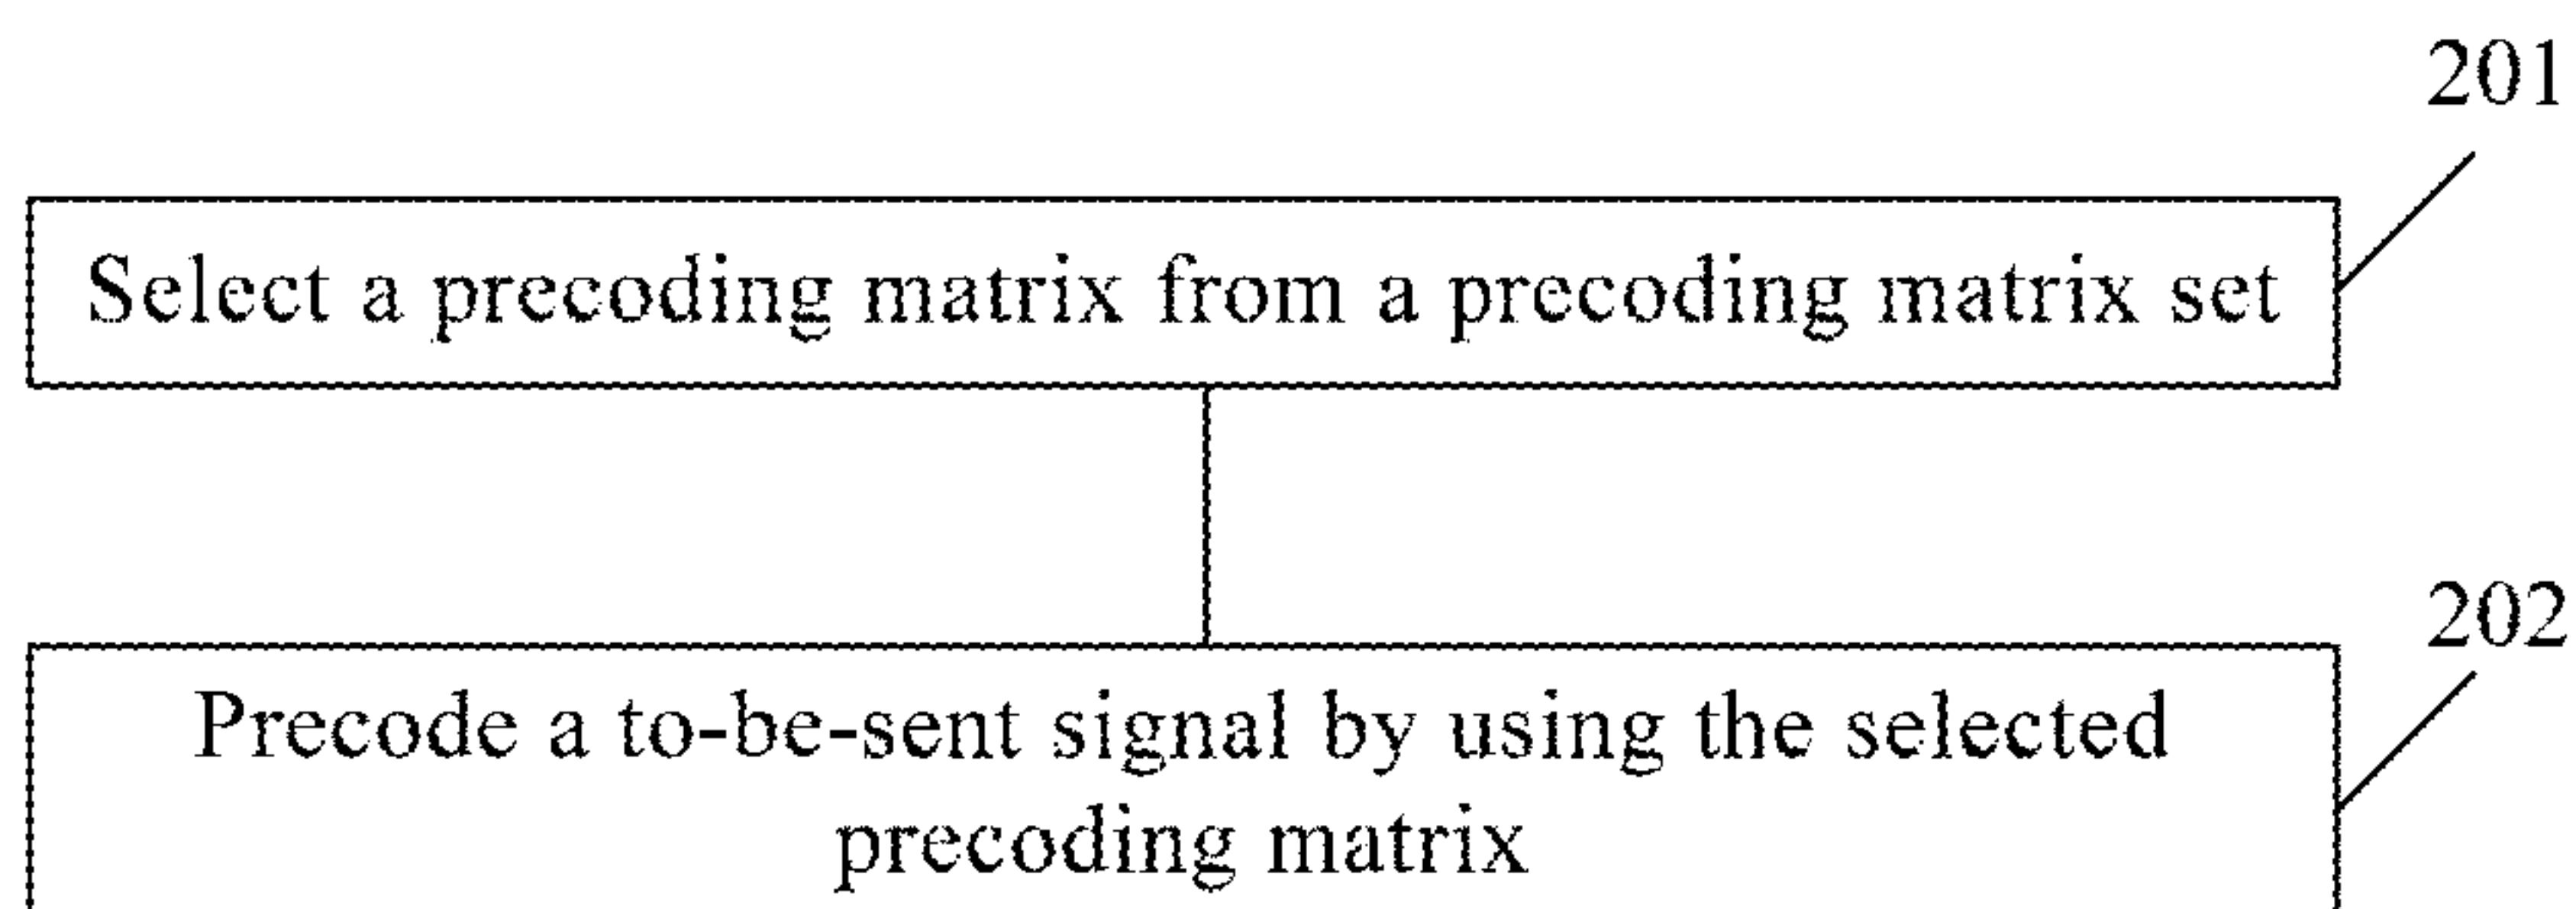 201
Select a precoding matrix from a precoding matrix set
202
Precode a to-be-sent signal by using the selected
precoding matrix